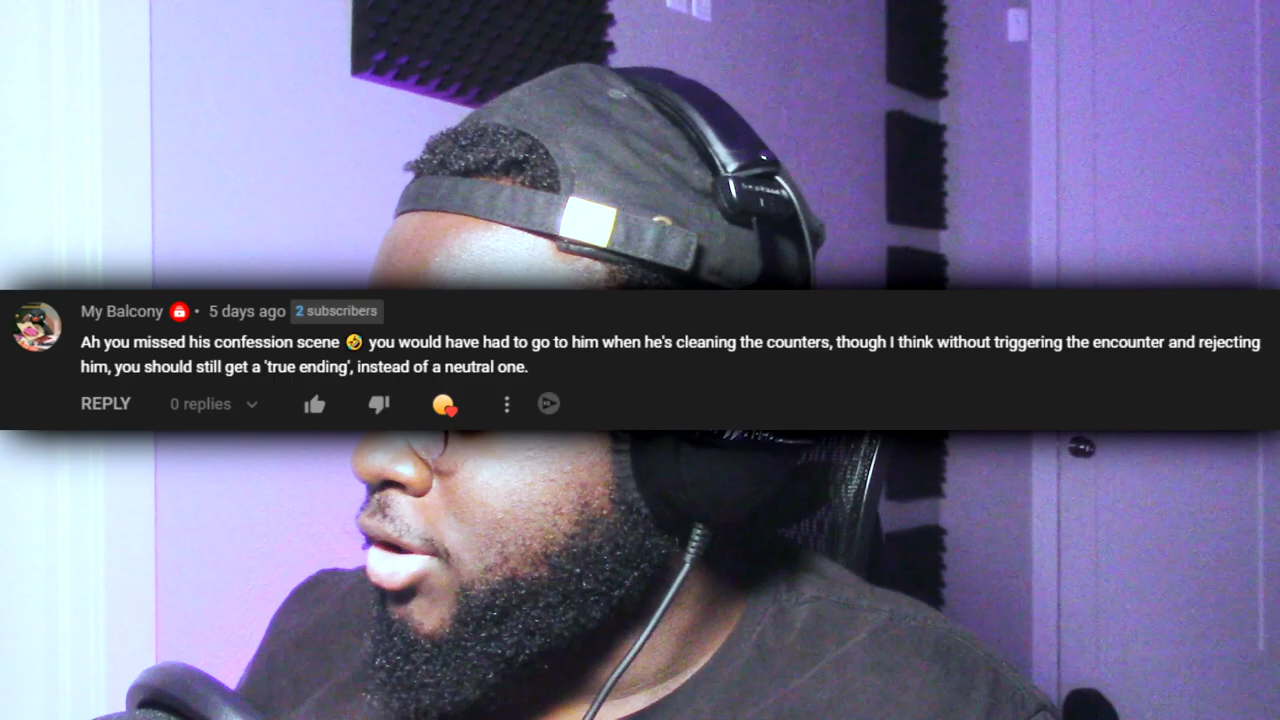 My Balcony • 5 days ago 2 subscribers
Ah you missed his confession scene 🤣 you would have had to go to him when he's cleaning the counters, though I think without triggering the encounter and rejecting
him, you should still get a 'true ending', instead of a neutral one.
REPLY 0 replies